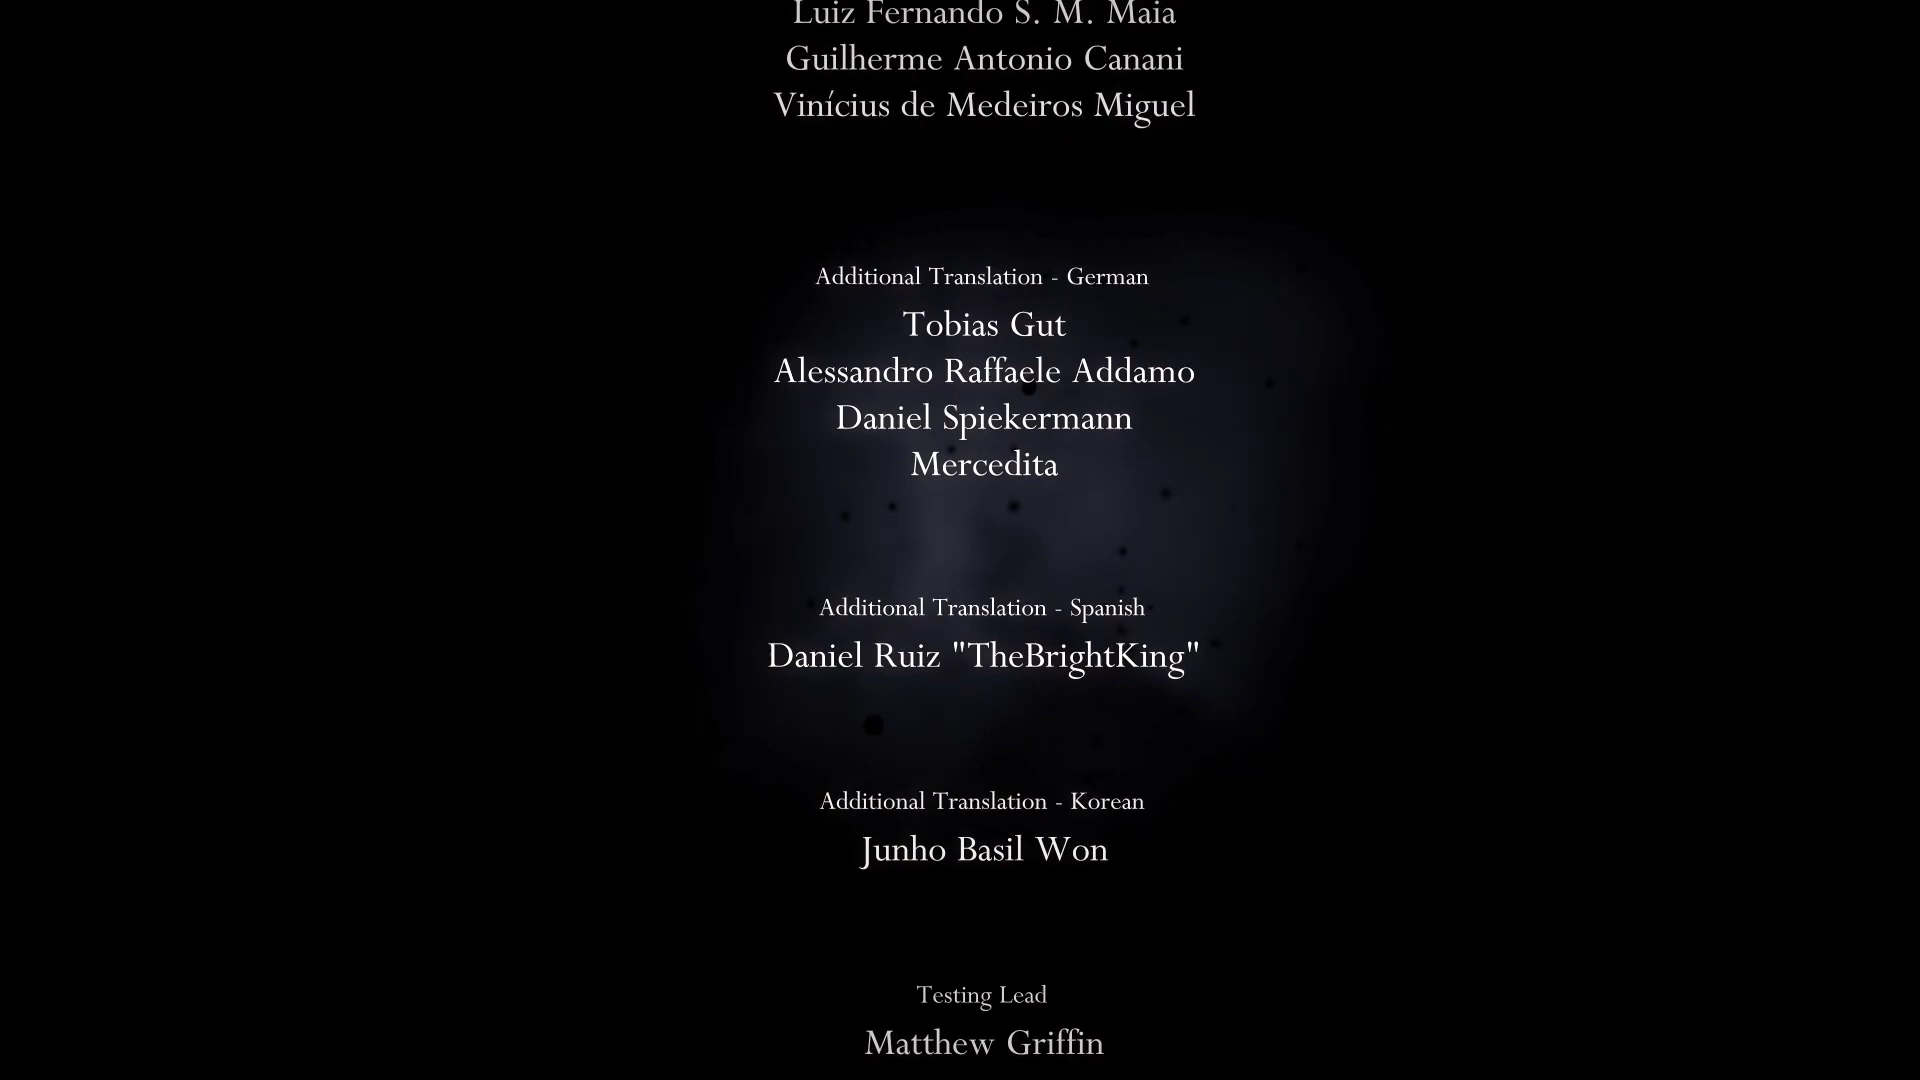 Luiz Fernando S. M. Maia
Guilherme Antonio Canani
Vinícius de Medeiros Miguel
Additional Translation - German
Tobias Gut
Alessandro Raffaele Addamo
Daniel Spiekermann
Mercedita
Additional Translation - Spanish
Daniel Ruiz "TheBrightKing"
Additional Translation - Korean
Junho Basil Won
Testing Lead
Matthew Griffin